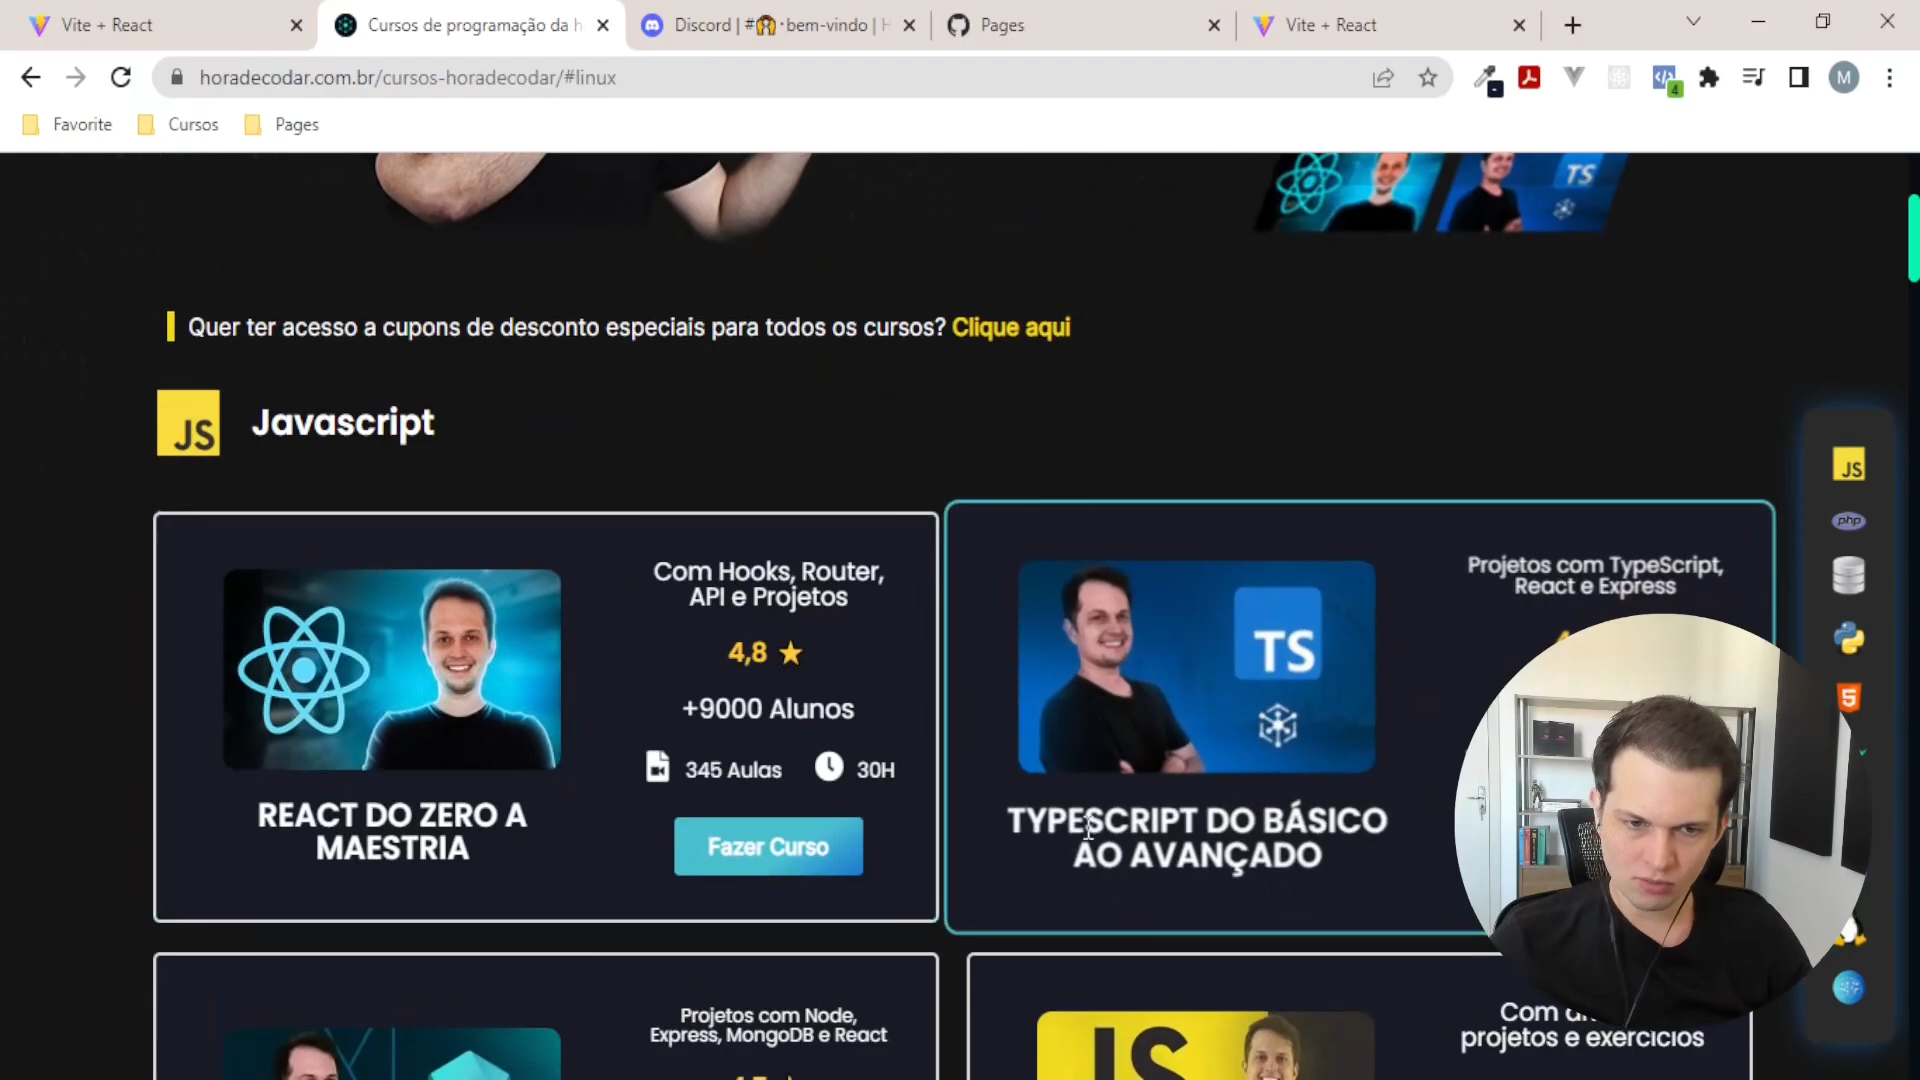 Vite + React
Cursos de programação da h
Discord | # · bem-vindo | H
Pages
Vite + React
horadecodar.com.br/cursos-horadecodar/#linux
4
M
Favorite
Cursos
Pages
TS
Quer ter acesso a cupons de desconto especiais para todos os cursos? Clique aqui
JS
Javascript
JS
php
5
Com Hooks, Router,
API e Projetos
4,8
+9000 Alunos
345 Aulas
30H
REACT DO ZERO A
MAESTRIA
Fazer Curso
Projetos com TypeScript,
React e Express
TS
TYPESCRIPT DO BÁSICO
AO AVANÇADO
Projetos com Node,
Express, MongoDB e React
JS
Com
projetos e exercícios